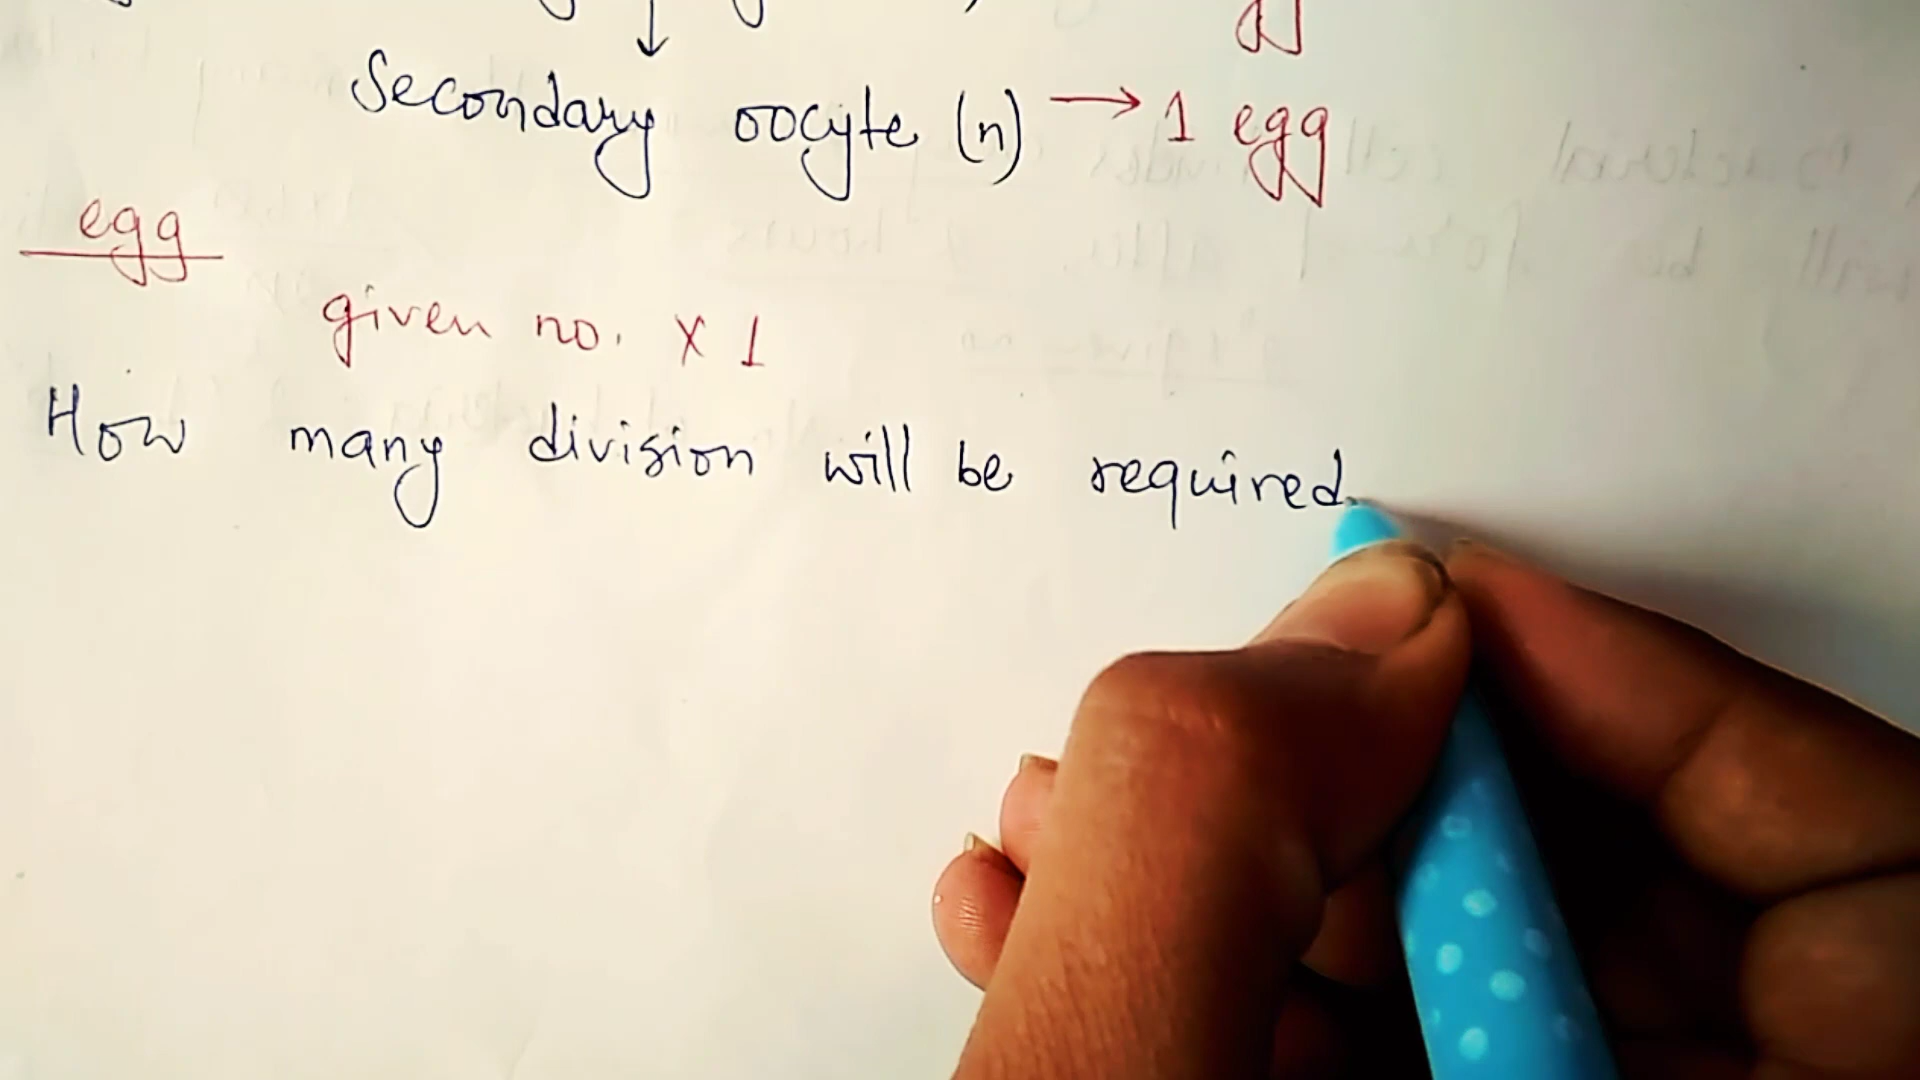 Secondary oocyte (n) → 1 egg
egg
given no. X 1
How many division will be required